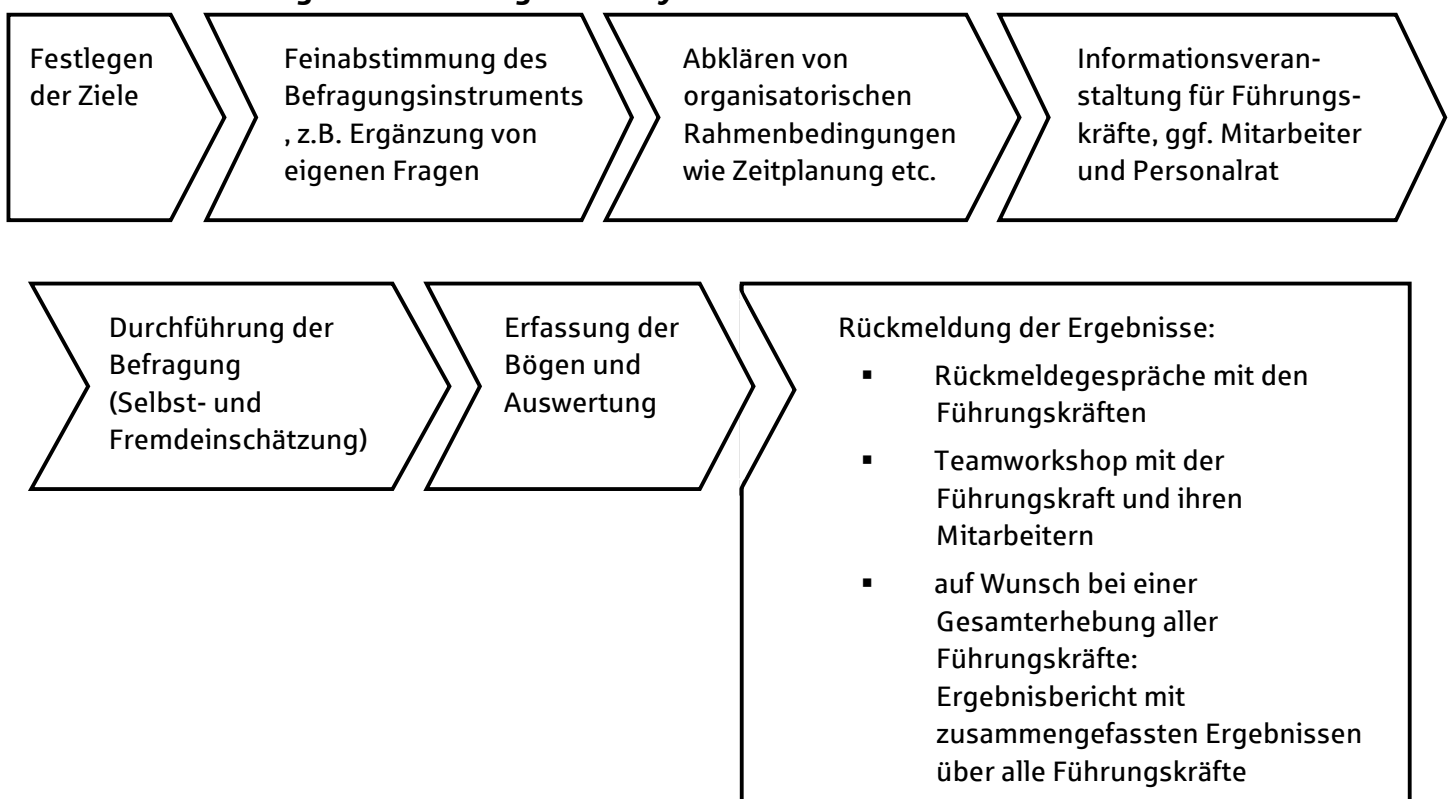 Festlegen
der Ziele
Feinabstimmung des
Befragungsinstruments
, z.B. Ergänzung von
eigenen Fragen
Abklären von
organisatorischen
Rahmenbedingungen
wie Zeitplanung etc.
Informationsveran-
staltung für Führungs-
kräfte, ggf. Mitarbeiter
und Personalrat
Durchführung der
Befragung
(Selbst- und
Fremdeinschätzung)
Erfassung der
Bögen und
Auswertung
Rückmeldung der Ergebnisse:
▪ Rückmeldegespräche mit den
Führungskräften
▪ Teamworkshop mit der
Führungskraft und ihren
Mitarbeitern
▪ auf Wunsch bei einer
Gesamterhebung aller
Führungskräfte:
Ergebnisbericht mit
zusammengefassten Ergebnissen
über alle Führungskräfte